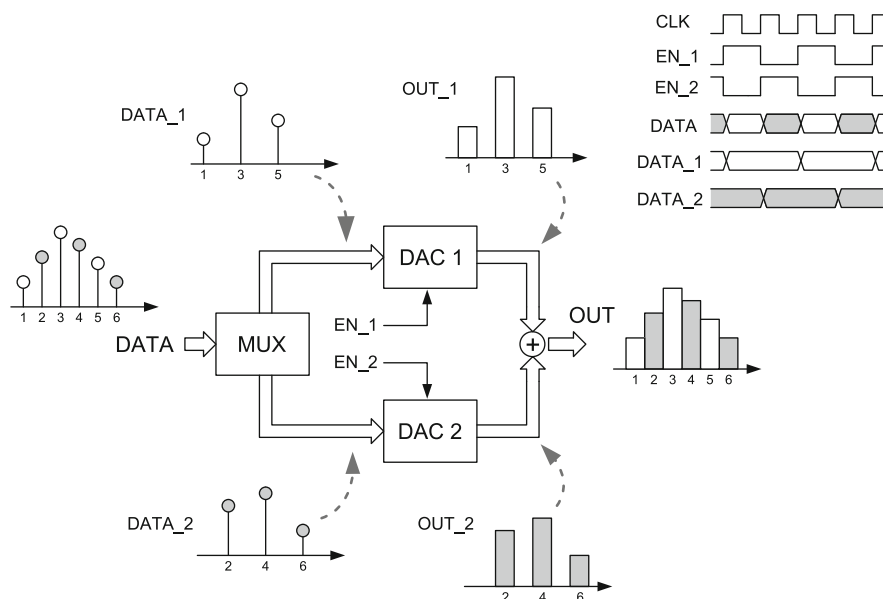 CLK
EN_1
EN_2
DATA
DATA_1
DATA_2
DATA_1
1 3 5
OUT_1
1 3 5
1 2 3 4 5 6
DATA
MUX
DAC 1
EN_1
EN_2
DAC 2
+
OUT
1 2 3 4 5 6
DATA_2
2 4 6
OUT_2
2 4 6